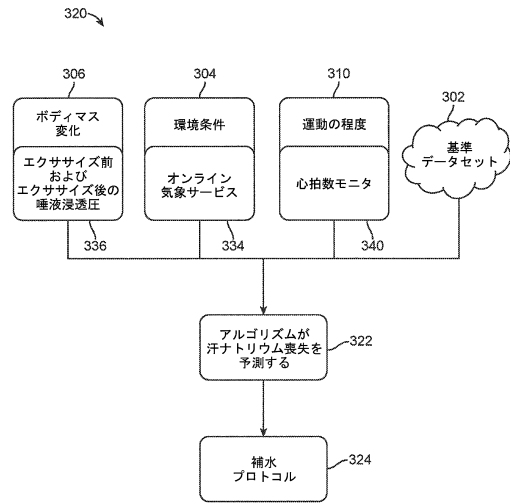 320
306
304
310
302
ボディマス
変化
環境条件
運動の程度
基準
データセット
エクササイズ前
および
エクササイズ後の
唾液浸透圧
オンライン
気象サービス
心拍数モニタ
336
334
340
アルゴリズムが
汗ナトリウム喪失を
予測する
322
補水
プロトコル
324